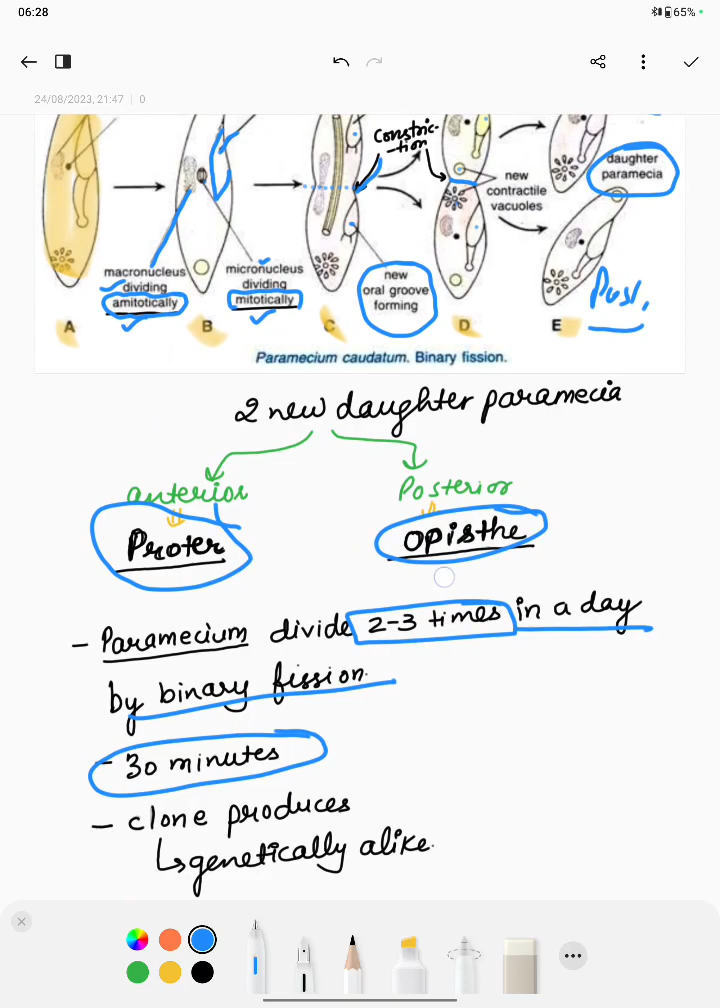 06:28
65%
24/08/2023, 21:47 | 0
Constric-
tion
new
contractile
vacuoles
daughter
paramecia
macronucleus
dividing
amitotically
micronucleus
dividing
mitotically
new
oral groove
forming
A
B
C
D
E
Paramecium caudatum. Binary fission.
2 new daughter paramecia
anterior
Posterior
Proter
opisthe
- Paramecium divide 2-3 times in a day
by binary fission.
- 30 minutes
- clone produces
↳ genetically alike.